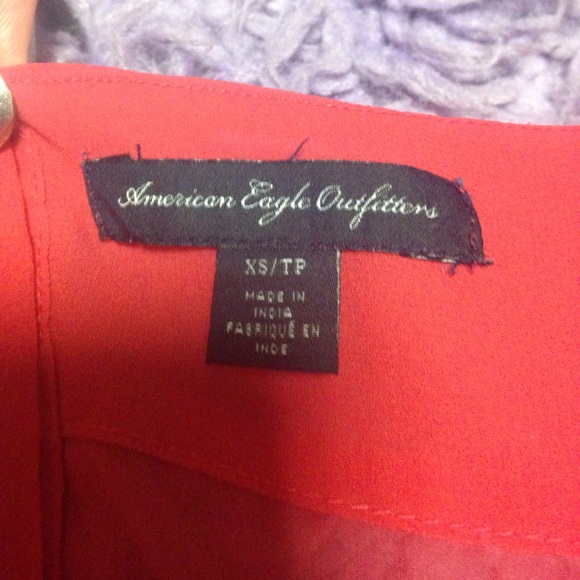 American Eagle Outfitters
XS/TP
MADE IN
INDIA
FABRIQUÉ EN
INDE